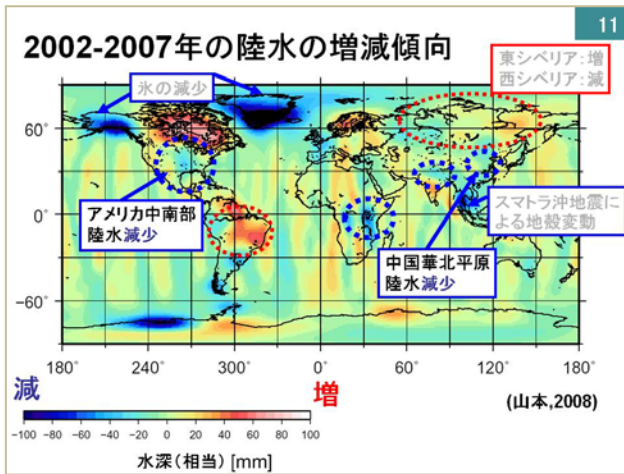 11
2002-2007年の陸水の増減傾向
氷の減少
東シベリア：増
西シベリア：減
60°
0°
−60°
アメリカ中南部
陸水減少
スマトラ沖地震に
よる地殻変動
中国華北平原
陸水減少
180°
240°
300°
0°
60°
120°
180°
減
増
(山本,2008)
−100 −80 −60 −40 −20 0 20 40 60 80 100
水深(相当) [mm]